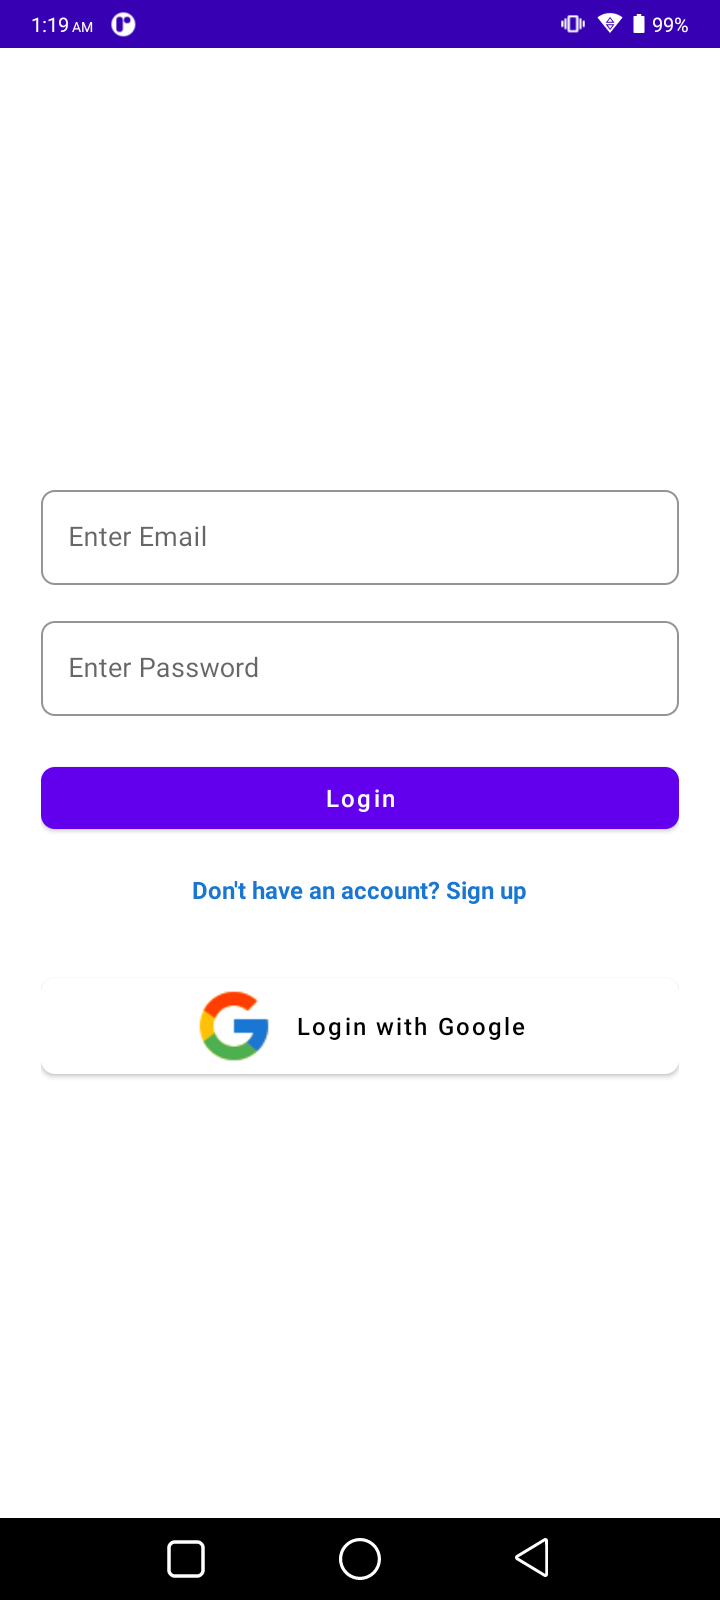 1:19 AM 99%
Enter Email
Enter Password
Login
Don't have an account? Sign up
Login with Google